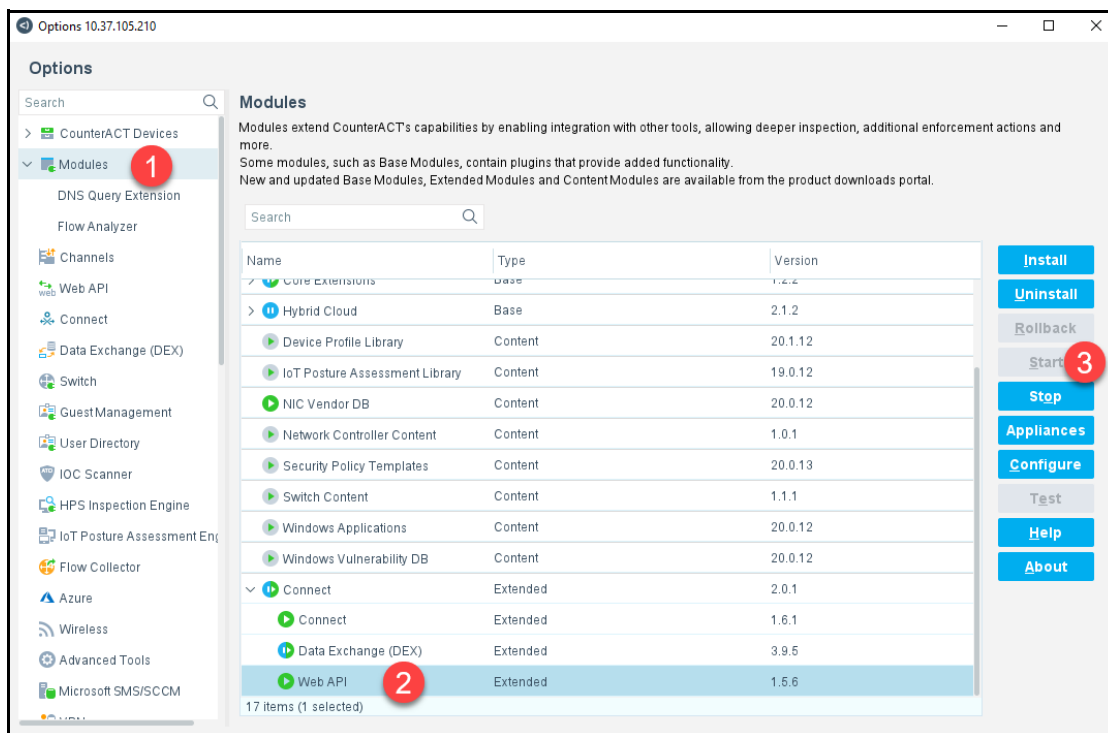 Options 10.37.105.210
Options
Search
CounterACT Devices
Modules
1
DNS Query Extension
Flow Analyzer
Channels
Web API
Connect
Data Exchange (DEX)
Switch
Guest Management
User Directory
IOC Scanner
HPS Inspection Engine
IoT Posture Assessment Eng
Flow Collector
Azure
Wireless
Advanced Tools
Microsoft SMS/SCCM
Modules
Modules extend CounterACT's capabilities by enabling integration with other tools, allowing deeper inspection, additional enforcement actions and
more.
Some modules, such as Base Modules, contain plugins that provide added functionality.
New and updated Base Modules, Extended Modules and Content Modules are available from the product downloads portal.
Search
Name Type Version
Core Extensions Base 1.2.2
Hybrid Cloud Base 2.1.2
Device Profile Library Content 20.1.12
IoT Posture Assessment Library Content 19.0.12
NIC Vendor DB Content 20.0.12
Network Controller Content Content 1.0.1
Security Policy Templates Content 20.0.13
Switch Content Content 1.1.1
Windows Applications Content 20.0.12
Windows Vulnerability DB Content 20.0.12
Connect Extended 2.0.1
Connect Extended 1.6.1
Data Exchange (DEX) Extended 3.9.5
Web API 2 Extended 1.5.6
17 items (1 selected)
Install
Uninstall
Rollback
Start 3
Stop
Appliances
Configure
Test
Help
About